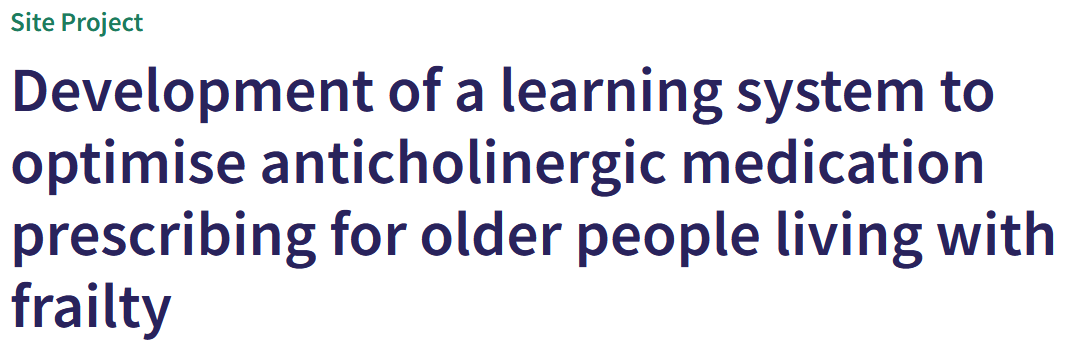 Site Project
Development of a learning system to
optimise anticholinergic medication
prescribing for older people living with
frailty